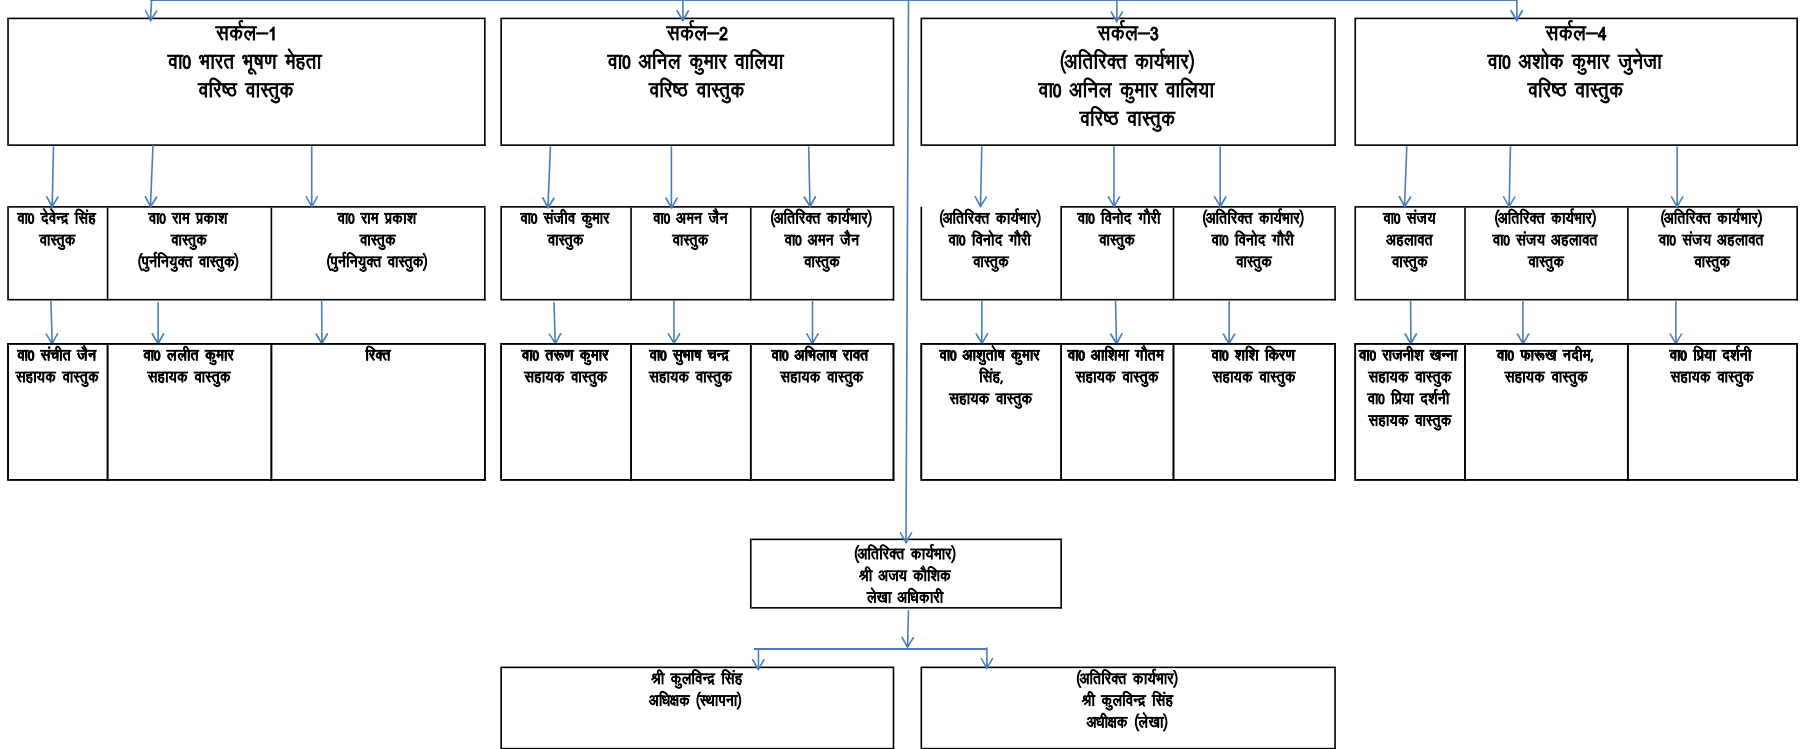 सर्कल–1
वा0 भारत भूषण मेहता
वरिष्ठ वास्तुक
सर्कल–2
वा0 अनिल कुमार वालिया
वरिष्ठ वास्तुक
सर्कल–3
(अतिरिक्त कार्यभार)
वा0 अनिल कुमार वालिया
वरिष्ठ वास्तुक
सर्कल–4
वा0 अशोक कुमार जुनेजा
वरिष्ठ वास्तुक
वा0 देवेन्द्र सिंह
वास्तुक
वा0 राम प्रकाश
वास्तुक
(पुर्ननियुक्त वास्तुक)
वा0 राम प्रकाश
वास्तुक
(पुर्ननियुक्त वास्तुक)
वा0 संजीव कुमार
वास्तुक
वा0 अमन जैन
वास्तुक
(अतिरिक्त कार्यभार)
वा0 अमन जैन
वास्तुक
(अतिरिक्त कार्यभार)
वा0 विनोद गौरी
वास्तुक
वा0 विनोद गौरी
वास्तुक
(अतिरिक्त कार्यभार)
वा0 विनोद गौरी
वास्तुक
वा0 संजय
अहलावत
वास्तुक
(अतिरिक्त कार्यभार)
वा0 संजय अहलावत
वास्तुक
(अतिरिक्त कार्यभार)
वा0 संजय अहलावत
वास्तुक
वा0 संचीत जैन
सहायक वास्तुक
वा0 ललीत कुमार
सहायक वास्तुक
रिक्त
वा0 तरूण कुमार
सहायक वास्तुक
वा0 सुभाष चन्द्र
सहायक वास्तुक
वा0 अभिलाष रावत
सहायक वास्तुक
वा0 आशुतोष कुमार
सिंह,
सहायक वास्तुक
वा0 आशिमा गौतम
सहायक वास्तुक
वा0 शशि किरण
सहायक वास्तुक
वा0 राजनीश खन्ना
सहायक वास्तुक
वा0 प्रिया दर्शनी
सहायक वास्तुक
वा0 फारूख नदीम,
सहायक वास्तुक
वा0 प्रिया दर्शनी
सहायक वास्तुक
(अतिरिक्त कार्यभार)
श्री अजय कौशिक
लेखा अधिकारी
श्री कुलविन्द्र सिंह
अधिक्षक (स्थापना)
(अतिरिक्त कार्यभार)
श्री कुलविन्द्र सिंह
अधीक्षक (लेखा)